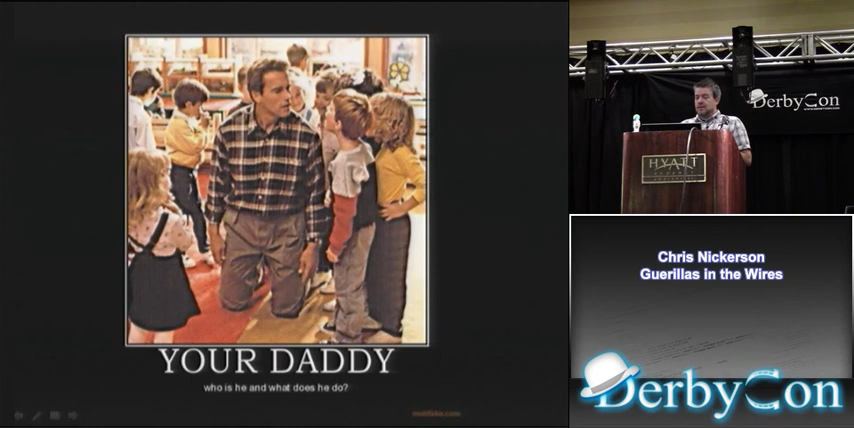 YOUR DADDY
who is he and what does he do?
DerbyCon
HYATT
Chris Nickerson
Guerillas in the Wires
DerbyCon